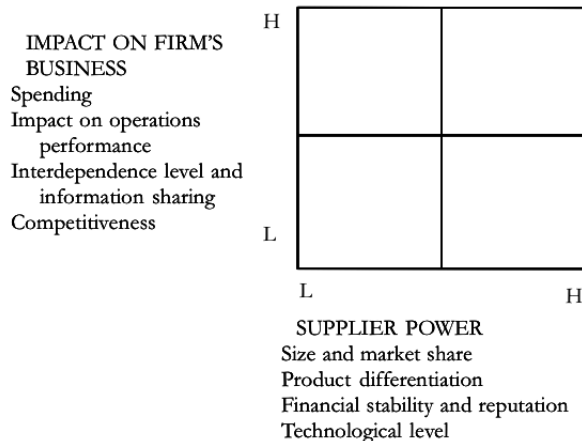 H
IMPACT ON FIRM'S
BUSINESS
Spending
Impact on operations
performance
Interdependence level and
information sharing
Competitiveness
L
L
H
SUPPLIER POWER
Size and market share
Product differentiation
Financial stability and reputation
Technological level